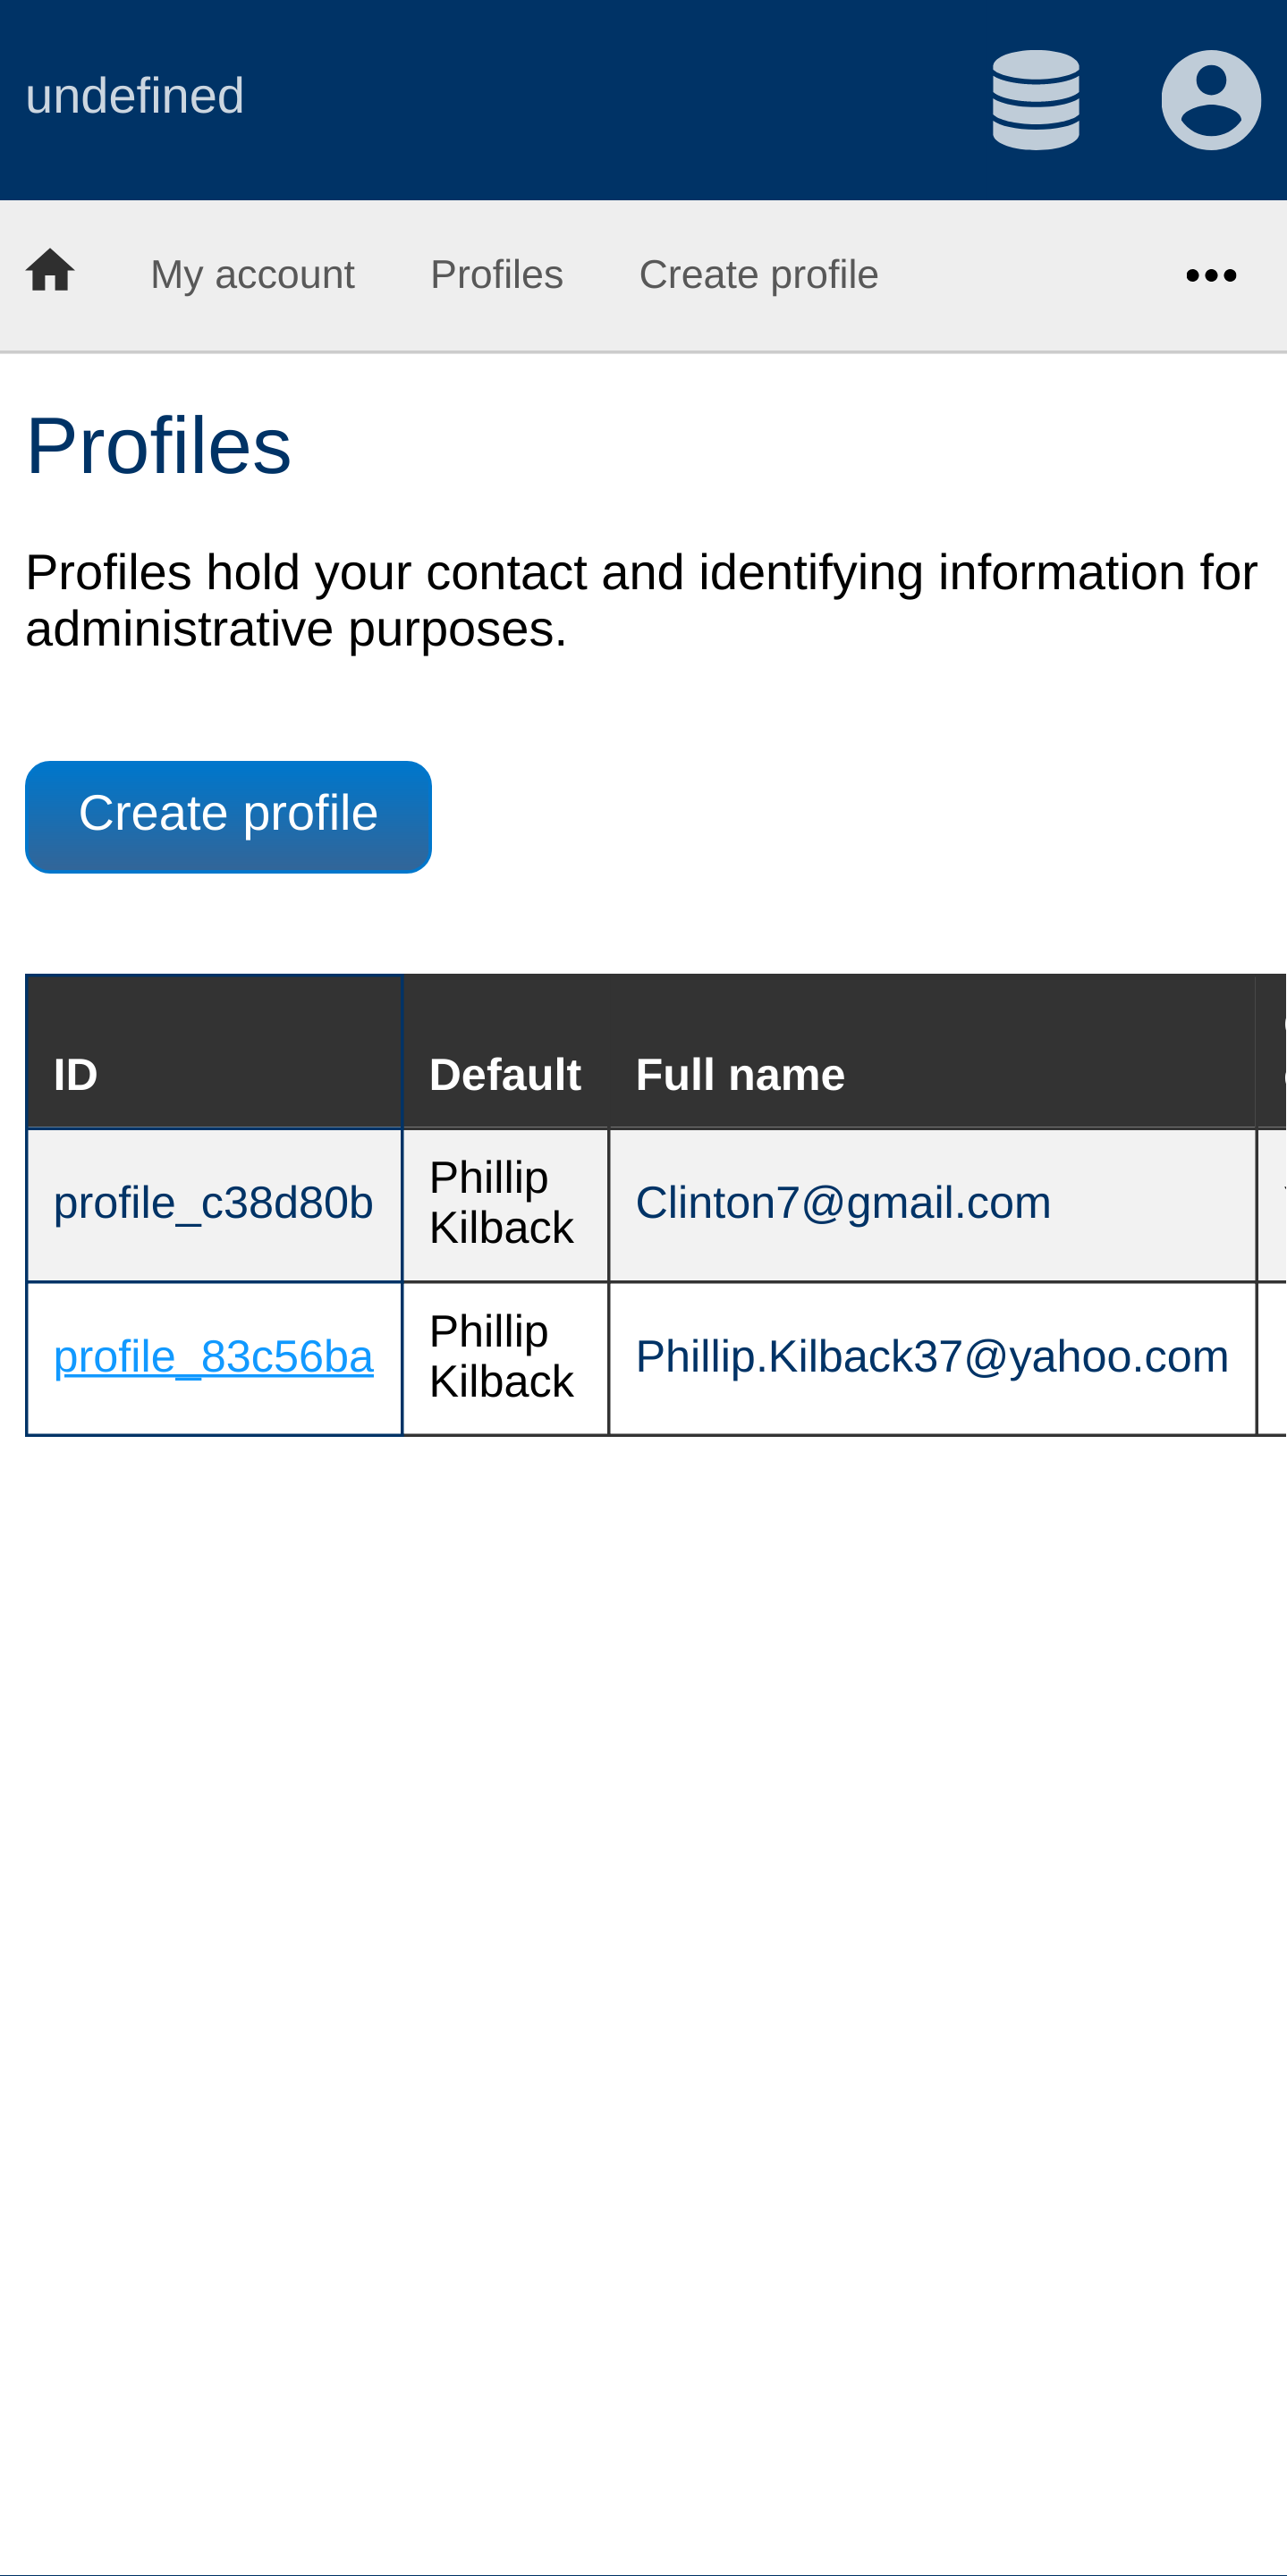 undefined
My account Profiles Create profile
Profiles
Profiles hold your contact and identifying information for
administrative purposes.
Create profile
ID Default Full name
profile_c38d80b Phillip Kilback Clinton7@gmail.com
profile_83c56ba Phillip Kilback Phillip.Kilback37@yahoo.com